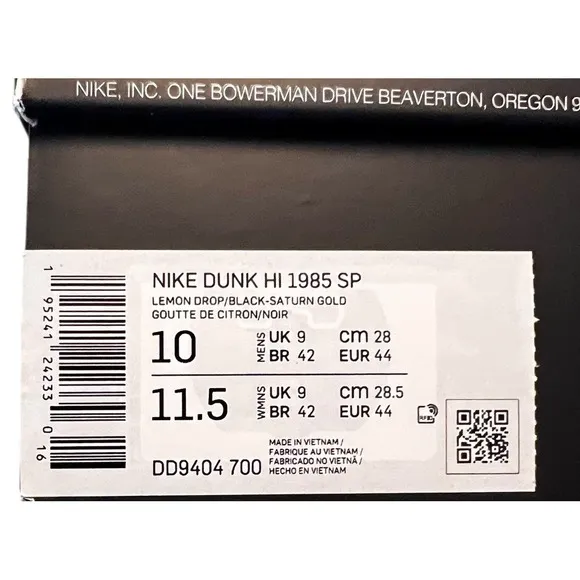 NIKE, INC. ONE BOWERMAN DRIVE BEAVERTON, OREGON 9
NIKE DUNK HI 1985 SP
LEMON DROP/BLACK-SATURN GOLD
GOUTTE DE CITRON/NOIR
10 MENS UK 9 cm 28
BR 42 EUR 44
11.5 WMNS UK 9 cm 28.5
BR 42 EUR 44
RFID
MADE IN VIETNAM /
FABRIQUE AU VIETNAM /
FABRICADO NO VIETNÃ /
HECHO EN VIETNAM
DD9404 700
1 95241 24233 0 16